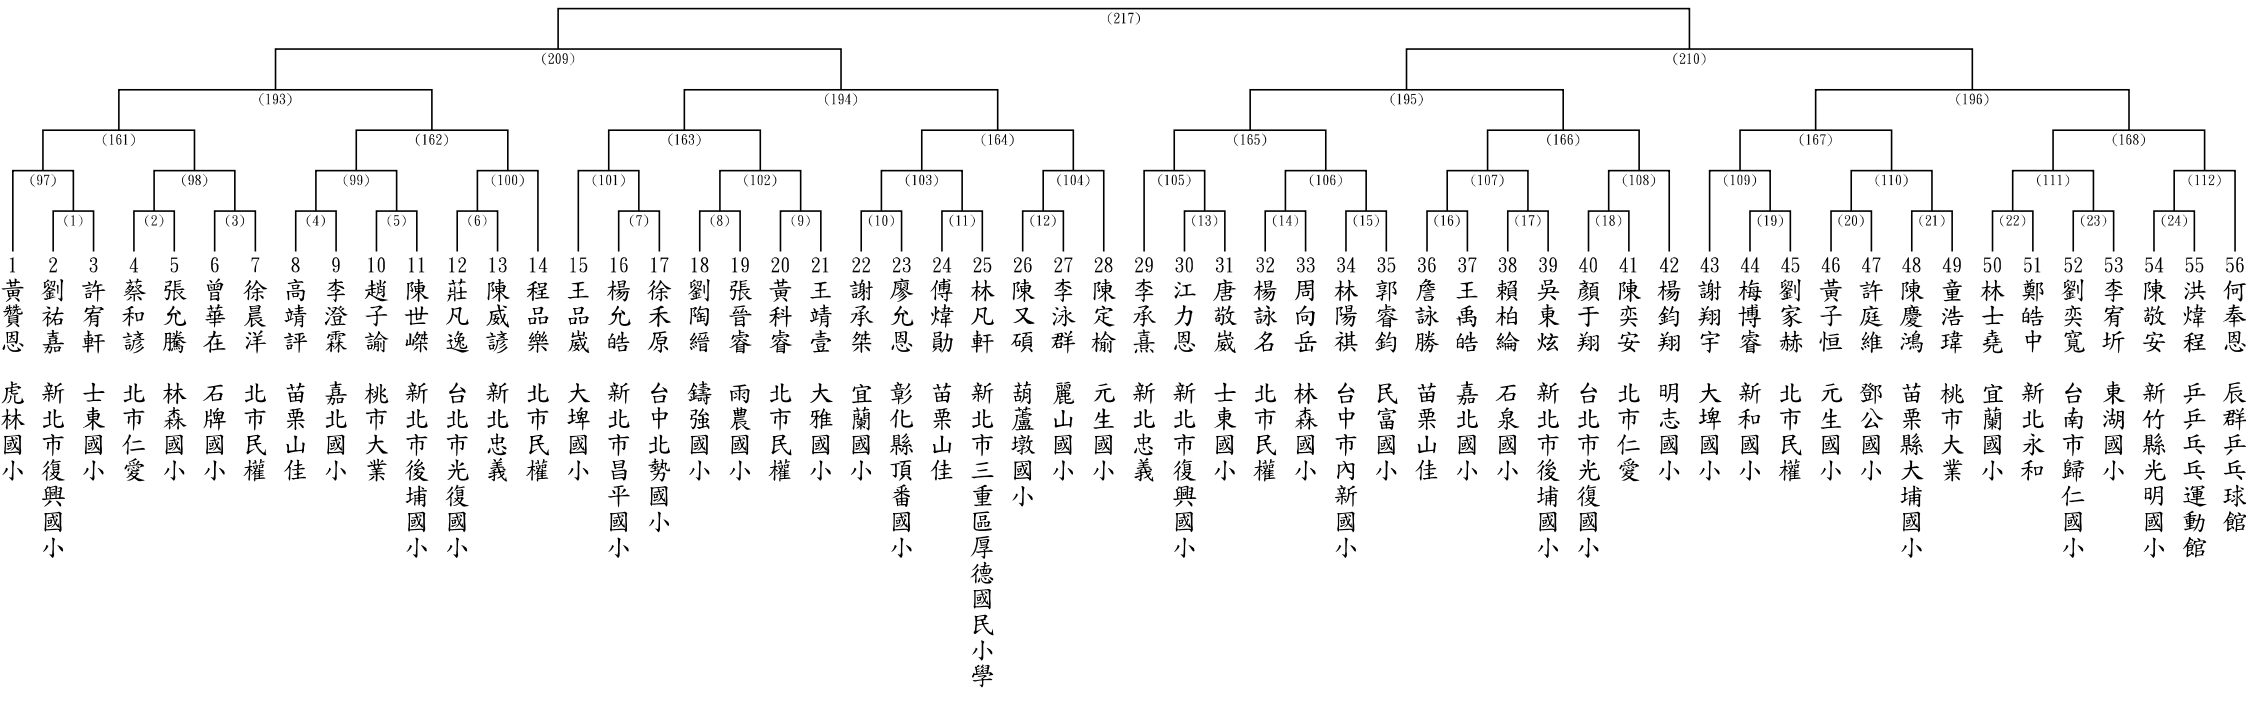 (217)
(209) (210)
(193) (194) (195) (196)
(161) (162) (163) (164) (165) (166) (167) (168)
(97) (98) (99) (100) (101) (102) (103) (104) (105) (106) (107) (108) (109) (110) (111) (112)
(1) (2) (3) (4) (5) (6) (7) (8) (9) (10) (11) (12) (13) (14) (15) (16) (17) (18) (19) (20) (21) (22) (23) (24)
1 黃贊恩 虎林國小
2 劉祐嘉 新北市復興國小
3 許宥軒 士東國小
4 蔡和諺 北市仁愛
5 張允騰 林森國小
6 曾華在 石牌國小
7 徐晨洋 北市民權
8 高靖評 苗栗山佳
9 李澄霖 嘉北國小
10 趙子諭 桃市大業
11 陳世嶸 新北市後埔國小
12 莊凡逸 台北市光復國小
13 陳威諺 新北忠義
14 程品樂 北市民權
15 王品崴 大埤國小
16 楊允皓 新北市昌平國小
17 徐禾原 台中北勢國小
18 劉陶縉 鑄強國小
19 張晉睿 雨農國小
20 黃科睿 北市民權
21 王靖壹 大雅國小
22 謝承桀 宜蘭國小
23 廖允恩 彰化縣頂番國小
24 傅煒勛 苗栗山佳
25 林凡軒 新北市三重區厚德國民小學
26 陳又碩 葫蘆墩國小
27 李泳群 麗山國小
28 陳定榆 元生國小
29 李承熹 新北忠義
30 江力恩 新北市復興國小
31 唐敬崴 士東國小
32 楊詠名 北市民權
33 周向岳 林森國小
34 林陽祺 台中市內新國小
35 郭睿鈞 民富國小
36 詹詠勝 苗栗山佳
37 王禹皓 嘉北國小
38 賴柏綸 石泉國小
39 吳東炫 新北市後埔國小
40 顏于翔 台北市光復國小
41 陳奕安 北市仁愛
42 楊鈞翔 明志國小
43 謝翔宇 大埤國小
44 梅博睿 新和國小
45 劉家赫 北市民權
46 黃子恒 元生國小
47 許庭維 鄧公國小
48 陳慶鴻 苗栗縣大埔國小
49 童浩瑋 桃市大業
50 林士堯 宜蘭國小
51 鄭皓中 新北永和
52 劉奕寬 台南市歸仁國小
53 李宥圻 東湖國小
54 陳敬安 新竹縣光明國小
55 洪煒程 乒乒乓乓運動館
56 何奉恩 辰群乒乓球館